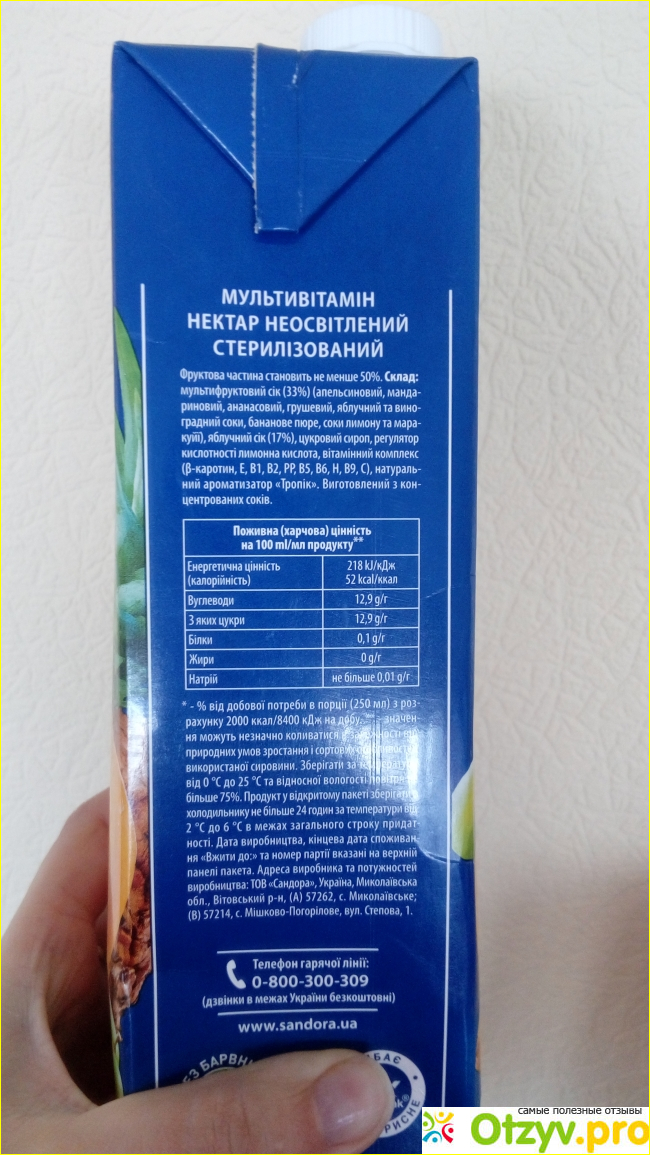 МУЛЬТИВІТАМІН
НЕКТАР НЕОСВІТЛЕНИЙ
СТЕРИЛІЗОВАНИЙ
Фруктова частина становить не менше 50%. Склад:
мультифруктовий сік (33%) (апельсиновий, манда-
риновий, ананасовий, грушевий, яблучний та вино-
градний соки, бананове пюре, соки лимону та мара-
куйї), яблучний сік (17%), цукровий сироп, регулятор
кислотності лимонна кислота, вітамінний комплекс
(β-каротин, Е, В1, В2, РР, В5, В6, Н, В9, С), натураль-
ний ароматизатор «Тропік». Виготовлений з кон-
центрованих соків.
Поживна (харчова) цінність
на 100 ml/мл продукту**
Енергетична цінність 218 kJ/кДж
(калорійність) 52 kcal/ккал
Вуглеводи 12,9 g/г
З яких цукри 12,9 g/г
Білки 0,1 g/г
Жири 0 g/г
Натрій не більше 0,01 g/г
* - % від добової потреби в порції (250 мл) з роз-
рахунку 2000 ккал/8400 кДж на добу. значен-
ня можуть незначно коливатися в залежності від
природних умов зростання і сортових особливостей
використаної сировини. Зберігати за температури
від 0 °С до 25 °С та відносної вологості повітря не
більше 75%. Продукт у відкритому пакеті зберігати в
холодильнику не більше 24 годин за температури від
2 °С до 6 °С в межах загального строку придат-
ності. Дата виробництва, кінцева дата споживан-
ня «Вжити до:» та номер партії вказані на верхній
панелі пакета. Адреса виробника та потужностей
виробництва: ТОВ «Сандора», Україна, Миколаївська
обл., Вітовський р-н, (А) 57262, с. Миколаївське;
(В) 57214, с. Мішково-Погорілове, вул. Степова, 1.
Телефон гарячої лінії:
0-800-300-309
(дзвінки в межах України безкоштовні)
www.sandora.ua
самые полезные отзывы
Otzyv.pro